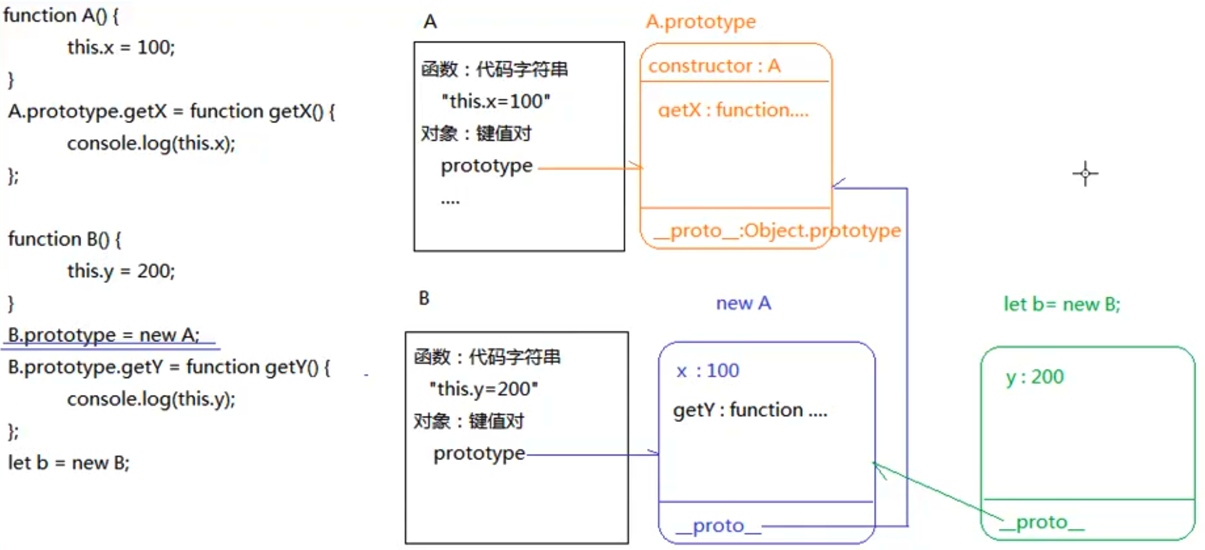 function A() {
this.x = 100;
}
A.prototype.getX = function getX() {
console.log(this.x);
};
function B() {
this.y = 200;
}
B.prototype = new A;
B.prototype.getY = function getY() {
console.log(this.y);
};
let b = new B;
A
函数：代码字符串
"this.x=100"
对象：键值对
prototype
....
A.prototype
constructor : A
getX : function....
__proto__:Object.prototype
B
函数：代码字符串
"this.y=200"
对象：键值对
prototype
new A
x : 100
getY : function ....
__proto__
let b= new B;
y : 200
__proto__